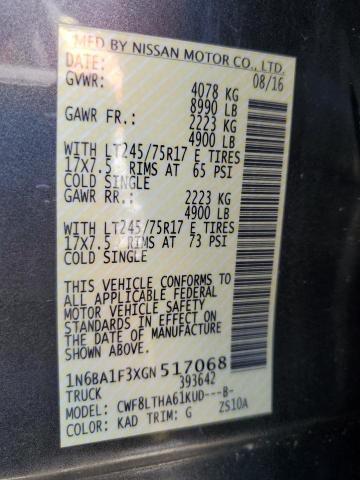 MFD BY NISSAN MOTOR CO., LTD.
DATE: 08/16
GVWR: 4078 KG
8990 LB
GAWR FR.: 2223 KG
4900 LB
WITH LT245/75R17 E TIRES
17X7.5 RIMS AT 65 PSI
COLD SINGLE
GAWR RR.: 2223 KG
4900 LB
WITH LT245/75R17 E TIRES
17X7.5 RIMS AT 73 PSI
COLD SINGLE
THIS VEHICLE CONFORMS TO
ALL APPLICABLE FEDERAL
MOTOR VEHICLE SAFETY
STANDARDS IN EFFECT ON
THE DATE OF MANUFACTURE
SHOWN ABOVE.
1N6BA1F3XGN517068
TRUCK 393642
MODEL: CWF8LTHA61KUD---B-
COLOR: KAD TRIM: G ZS10A